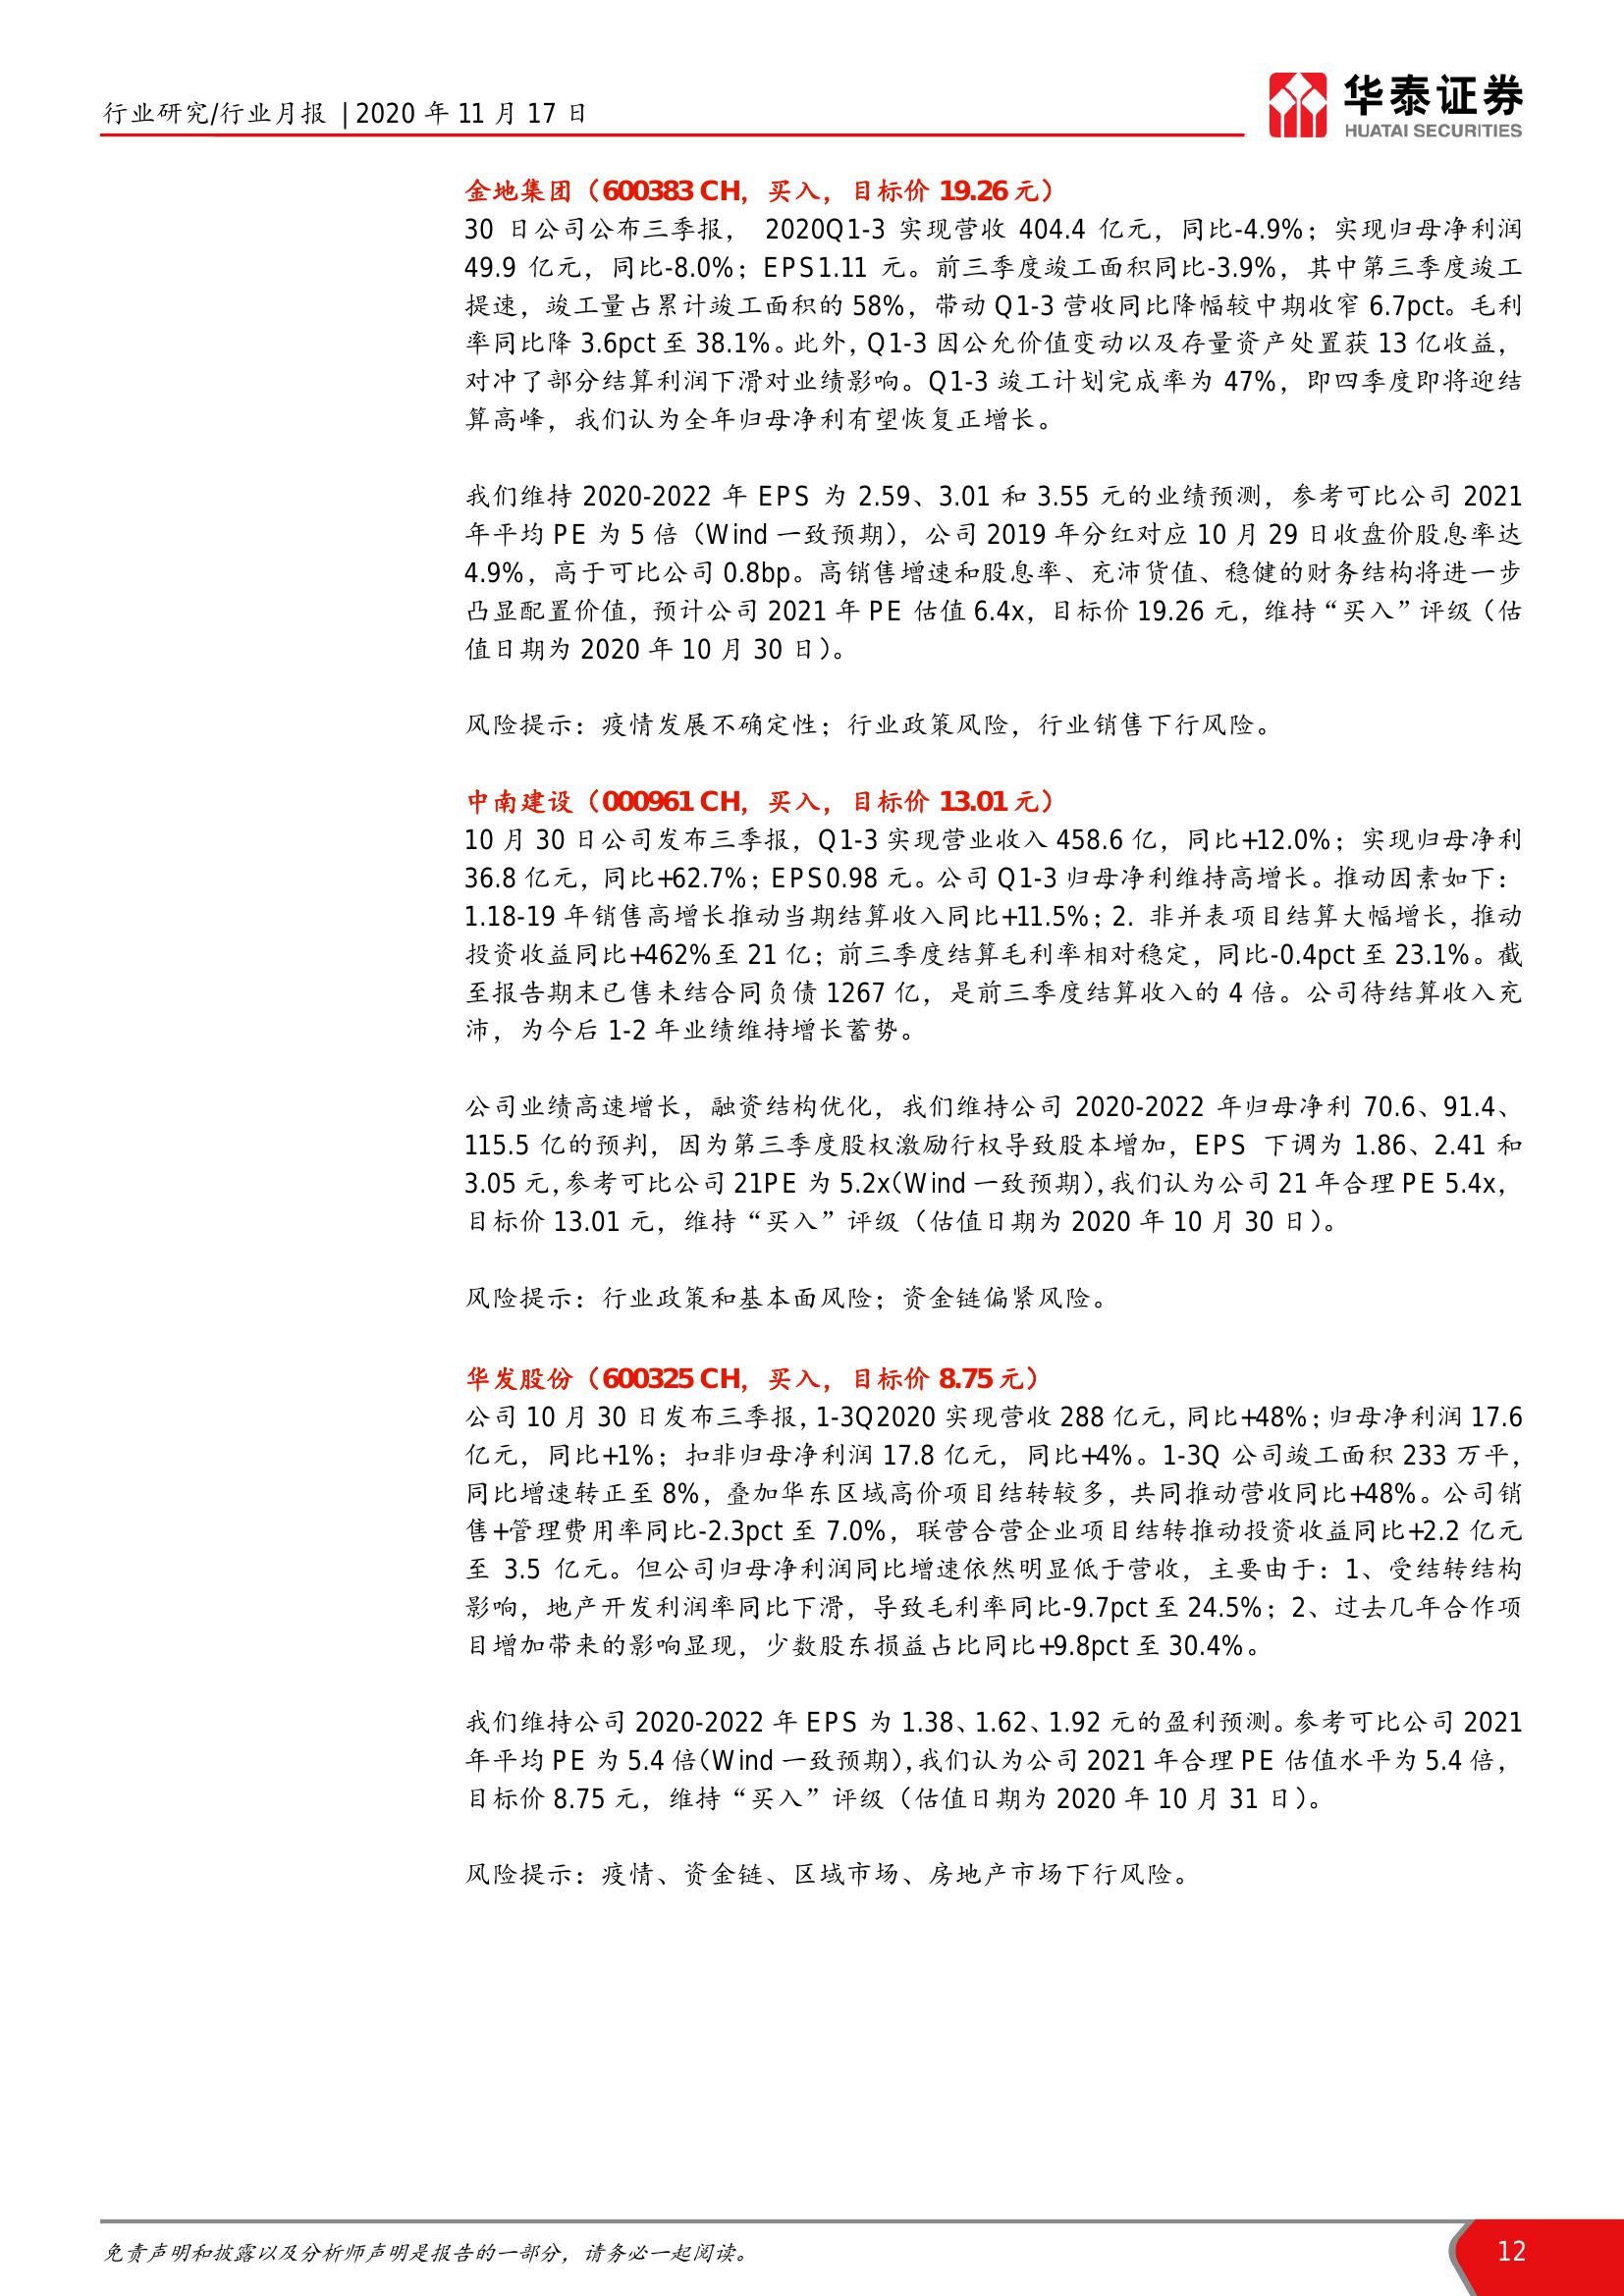 行业研究/行业月报 | 2020 年 11 月 17 日
华泰证券
HUATAI SECURITIES
金地集团（600383 CH，买入，目标价 19.26 元）
30 日公司公布三季报， 2020Q1-3 实现营收 404.4 亿元，同比-4.9%；实现归母净利润
49.9 亿元，同比-8.0%；EPS1.11 元。前三季度竣工面积同比-3.9%，其中第三季度竣工
提速，竣工量占累计竣工面积的 58%，带动 Q1-3 营收同比降幅较中期收窄 6.7pct。毛利
率同比降 3.6pct 至 38.1%。此外，Q1-3 因公允价值变动以及存量资产处置获 13 亿收益，
对冲了部分结算利润下滑对业绩影响。Q1-3 竣工计划完成率为 47%，即四季度即将迎结
算高峰，我们认为全年归母净利有望恢复正增长。
我们维持 2020-2022 年 EPS 为 2.59、3.01 和 3.55 元的业绩预测，参考可比公司 2021
年平均 PE 为 5 倍（Wind 一致预期），公司 2019 年分红对应 10 月 29 日收盘价股息率达
4.9%，高于可比公司 0.8bp。高销售增速和股息率、充沛货值、稳健的财务结构将进一步
凸显配置价值，预计公司 2021 年 PE 估值 6.4x，目标价 19.26 元，维持“买入”评级（估
值日期为 2020 年 10 月 30 日）。
风险提示：疫情发展不确定性；行业政策风险，行业销售下行风险。
中南建设（000961 CH，买入，目标价 13.01 元）
10 月 30 日公司发布三季报，Q1-3 实现营业收入 458.6 亿，同比+12.0%；实现归母净利
36.8 亿元，同比+62.7%；EPS0.98 元。公司 Q1-3 归母净利维持高增长。推动因素如下：
1.18-19 年销售高增长推动当期结算收入同比+11.5%；2. 非并表项目结算大幅增长，推动
投资收益同比+462%至 21 亿；前三季度结算毛利率相对稳定，同比-0.4pct 至 23.1%。截
至报告期末已售未结合同负债 1267 亿，是前三季度结算收入的 4 倍。公司待结算收入充
沛，为今后 1-2 年业绩维持增长蓄势。
公司业绩高速增长，融资结构优化，我们维持公司 2020-2022 年归母净利 70.6、91.4、
115.5 亿的预判，因为第三季度股权激励行权导致股本增加，EPS 下调为 1.86、2.41 和
3.05 元，参考可比公司 21PE 为 5.2x（Wind 一致预期），我们认为公司 21 年合理 PE 5.4x，
目标价 13.01 元，维持“买入”评级（估值日期为 2020 年 10 月 30 日）。
风险提示：行业政策和基本面风险；资金链偏紧风险。
华发股份（600325 CH，买入，目标价 8.75 元）
公司 10 月 30 日发布三季报，1-3Q2020 实现营收 288 亿元，同比+48%；归母净利润 17.6
亿元，同比+1%；扣非归母净利润 17.8 亿元，同比+4%。1-3Q 公司竣工面积 233 万平，
同比增速转正至 8%，叠加华东区域高价项目结转较多，共同推动营收同比+48%。公司销
售+管理费用率同比-2.3pct 至 7.0%，联营合营企业项目结转推动投资收益同比+2.2 亿元
至 3.5 亿元。但公司归母净利润同比增速依然明显低于营收，主要由于：1、受结转结构
影响，地产开发利润率同比下滑，导致毛利率同比-9.7pct 至 24.5%；2、过去几年合作项
目增加带来的影响显现，少数股东损益占比同比+9.8pct 至 30.4%。
我们维持公司 2020-2022 年 EPS 为 1.38、1.62、1.92 元的盈利预测。参考可比公司 2021
年平均 PE 为 5.4 倍（Wind 一致预期），我们认为公司 2021 年合理 PE 估值水平为 5.4 倍，
目标价 8.75 元，维持“买入”评级（估值日期为 2020 年 10 月 31 日）。
风险提示：疫情、资金链、区域市场、房地产市场下行风险。
免责声明和披露以及分析师声明是报告的一部分，请务必一起阅读。
12